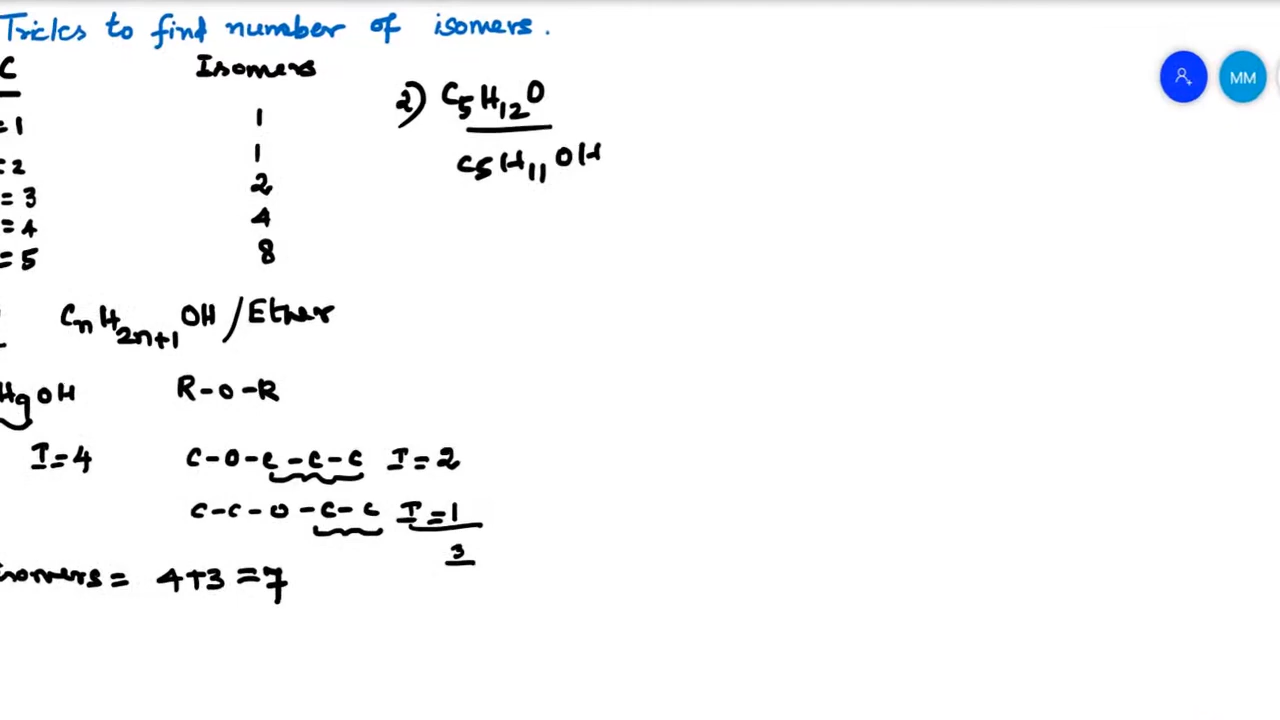 Tricks to find number of isomers.
C Isomers
=1 1
=2 1
=3 2
=4 4
=5 8
2) C5H12O
C5H11OH
CnH2n+1OH / Ether
H9OH R-O-R
I=4 C-O-C-C-C I=2
C-C-O-C-C I=1
3
isomers = 4+3 =7
MM